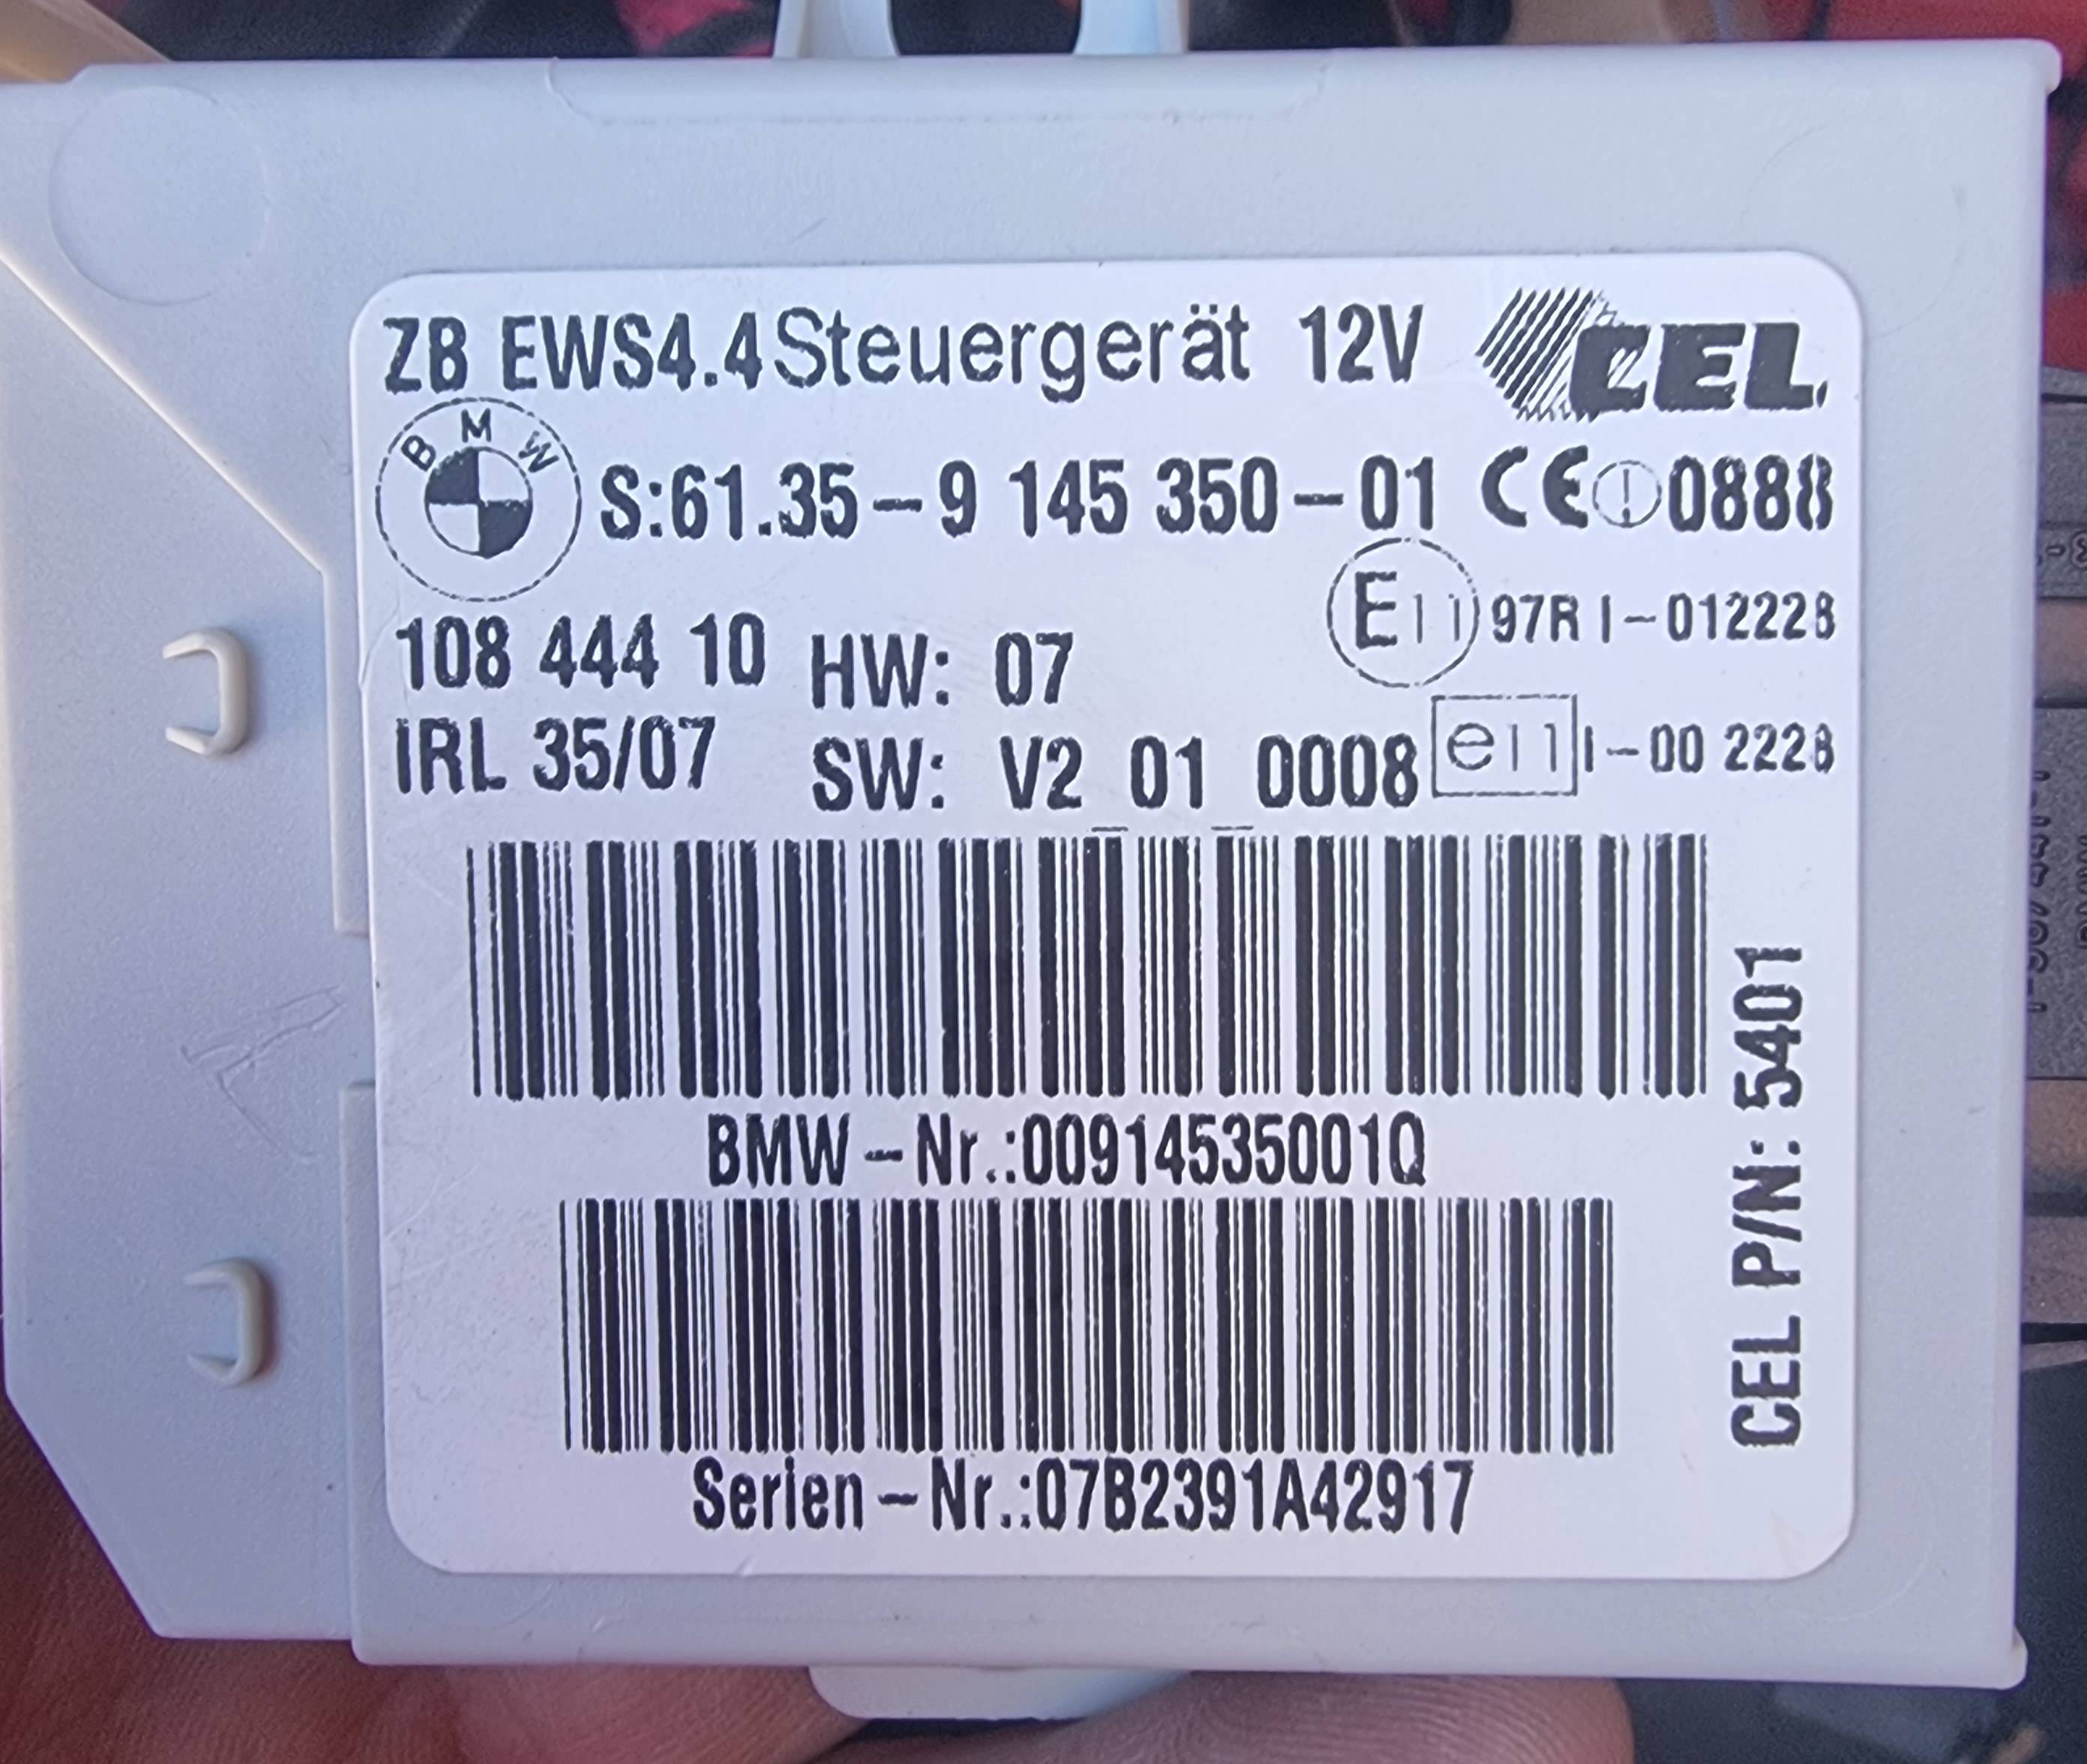 ZB EWS4.4 Steuergerät 12V CEL
BMW S:61.35-9 145 350-01 CE 0888
E11 97R I-012228
108 444 10 HW: 07
IRL 35/07 SW: V2_01_0008 e11 I-00 2228
BMW-Nr.:00914535001Q
Serien-Nr.:07B2391A42917
CEL P/N: 5401